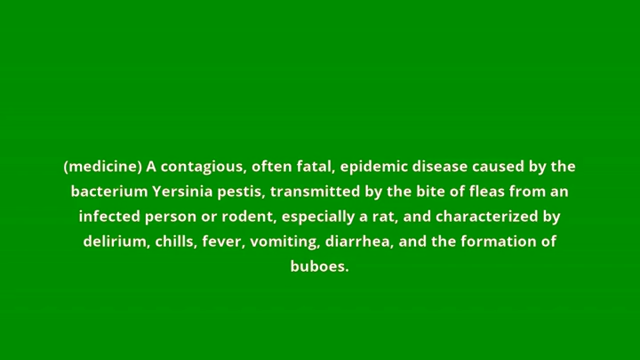 (medicine) A contagious, often fatal, epidemic disease caused by the
bacterium Yersinia pestis, transmitted by the bite of fleas from an
infected person or rodent, especially a rat, and characterized by
delirium, chills, fever, vomiting, diarrhea, and the formation of
buboes.